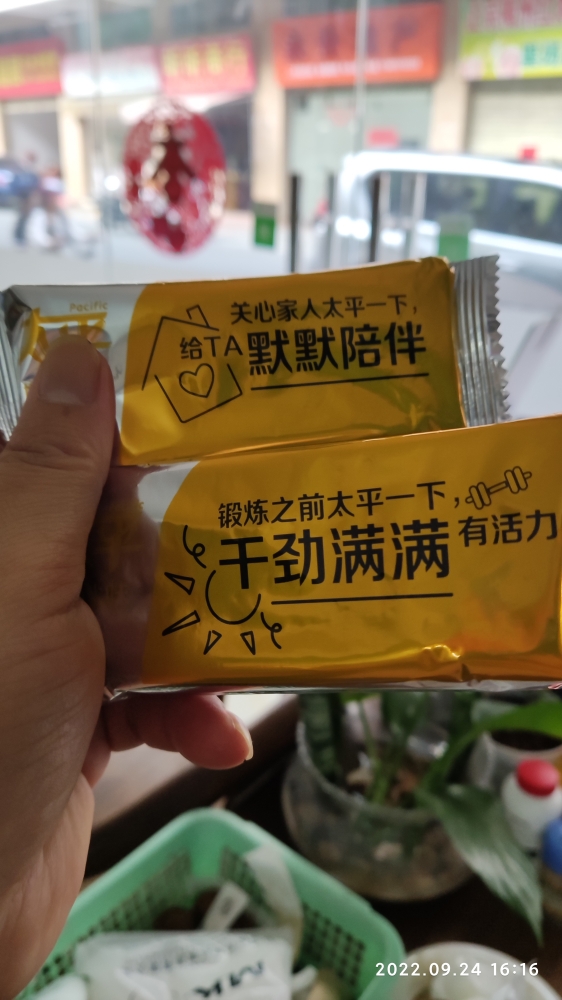 Pacific
关心家人太平一下，
给TA默默陪伴
锻炼之前太平一下，
干劲满满有活力
MK
2022.09.24 16:16